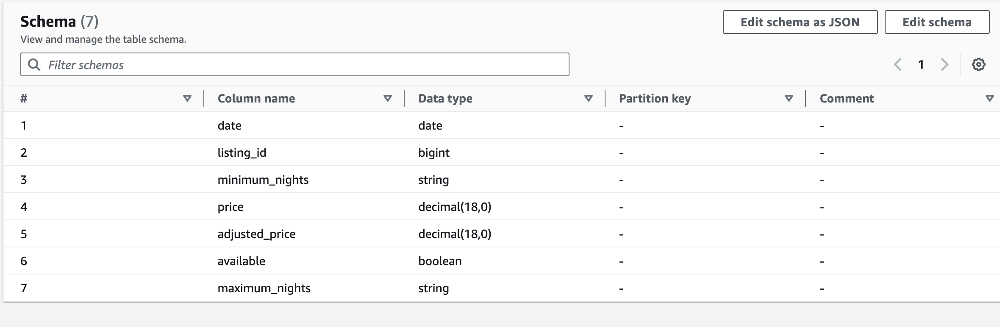 Schema (7)
Edit schema as JSON
Edit schema
View and manage the table schema.
Filter schemas
1
# Column name Data type Partition key Comment
1 date date - -
2 listing_id bigint - -
3 minimum_nights string - -
4 price decimal(18,0) - -
5 adjusted_price decimal(18,0) - -
6 available boolean - -
7 maximum_nights string - -